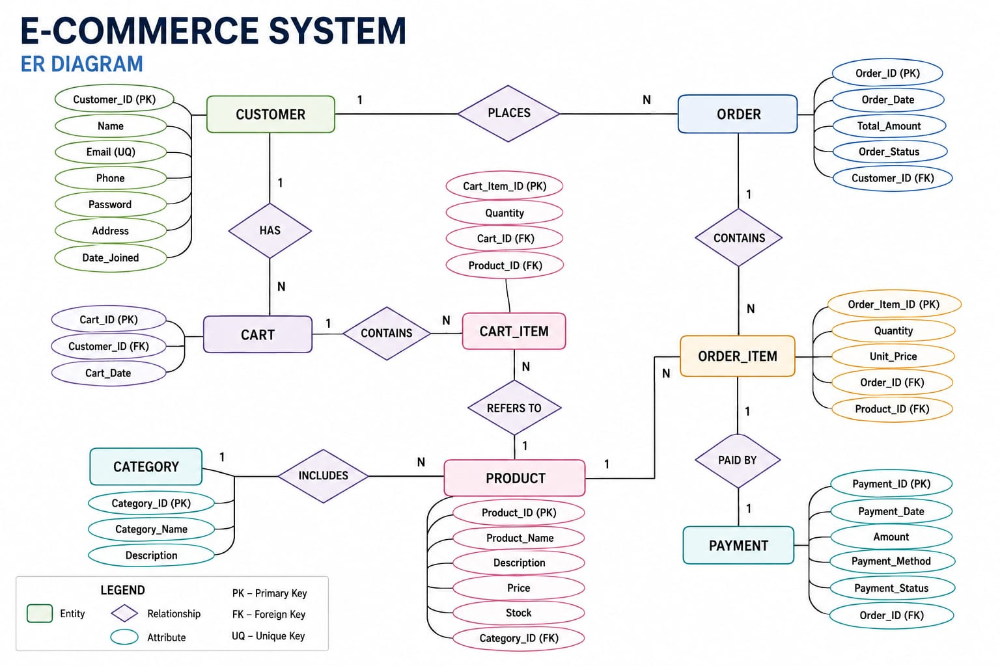 E-COMMERCE SYSTEM
ER DIAGRAM
Customer_ID (PK)
Name
Email (UQ)
Phone
Password
Address
Date_Joined
CUSTOMER
1
PLACES
N
ORDER
Order_ID (PK)
Order_Date
Total_Amount
Order_Status
Customer_ID (FK)
1
HAS
N
Cart_Item_ID (PK)
Quantity
Cart_ID (FK)
Product_ID (FK)
1
CONTAINS
N
Cart_ID (PK)
Customer_ID (FK)
Cart_Date
CART
1
CONTAINS
N
CART_ITEM
ORDER_ITEM
Order_Item_ID (PK)
Quantity
Unit_Price
Order_ID (FK)
Product_ID (FK)
N
REFERS TO
1
N
1
PAID BY
1
CATEGORY
1
INCLUDES
N
PRODUCT
1
Category_ID (PK)
Category_Name
Description
Product_ID (PK)
Product_Name
Description
Price
Stock
Category_ID (FK)
PAYMENT
Payment_ID (PK)
Payment_Date
Amount
Payment_Method
Payment_Status
Order_ID (FK)
LEGEND
Entity
Relationship
Attribute
PK – Primary Key
FK – Foreign Key
UQ – Unique Key